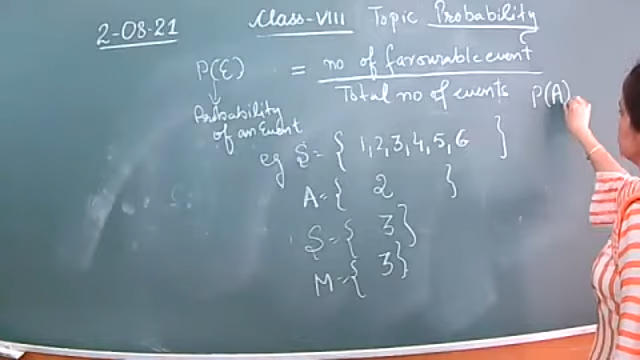 2-08-21
Class-VIII Topic Probability
P(E) = no of favourable event
Total no of events
P(A)
Probability
of an Event
eg S = { 1,2,3,4,5,6 }
A = { 2 }
S = { 3 }
M = { 3 }